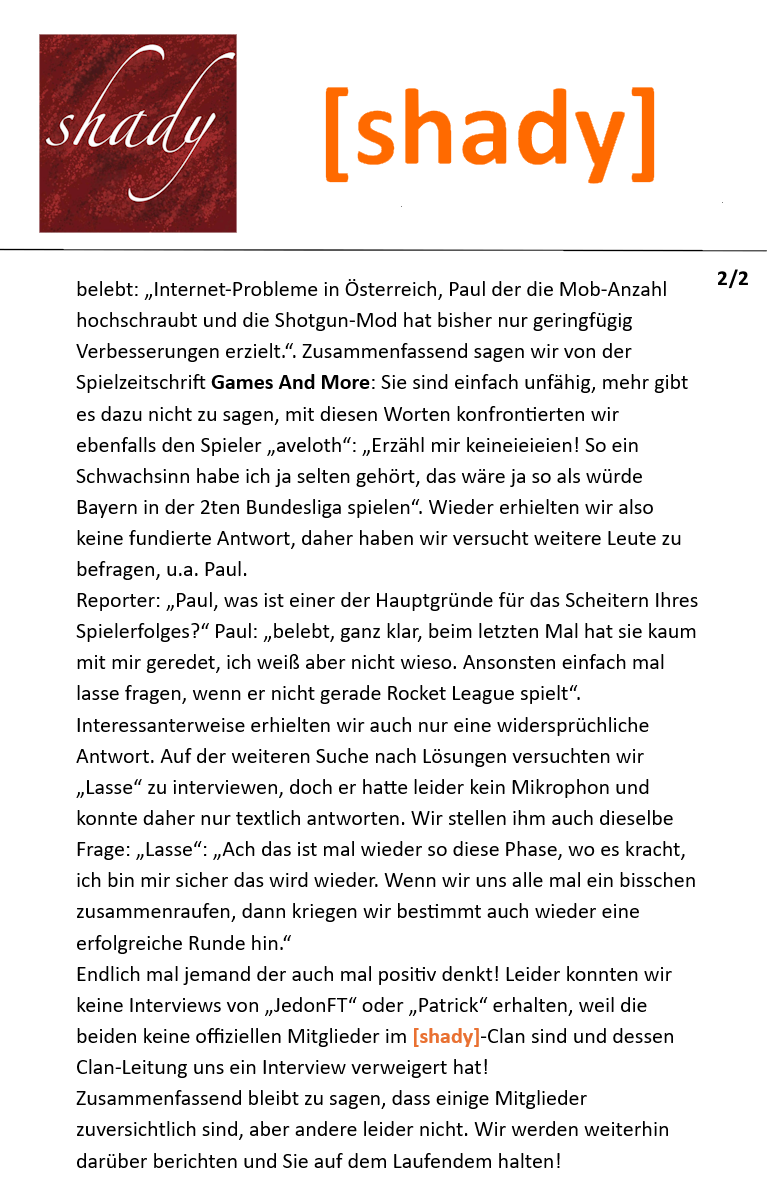 shady
[shady]
2/2
belebt: „Internet-Probleme in Österreich, Paul der die Mob-Anzahl
hochschraubt und die Shotgun-Mod hat bisher nur geringfügig
Verbesserungen erzielt.“. Zusammenfassend sagen wir von der
Spielzeitschrift Games And More: Sie sind einfach unfähig, mehr gibt
es dazu nicht zu sagen, mit diesen Worten konfrontierten wir
ebenfalls den Spieler „aveloth“: „Erzähl mir keineieieien! So ein
Schwachsinn habe ich ja selten gehört, das wäre ja so als würde
Bayern in der 2ten Bundesliga spielen“. Wieder erhielten wir also
keine fundierte Antwort, daher haben wir versucht weitere Leute zu
befragen, u.a. Paul.
Reporter: „Paul, was ist einer der Hauptgründe für das Scheitern Ihres
Spielerfolges?“ Paul: „belebt, ganz klar, beim letzten Mal hat sie kaum
mit mir geredet, ich weiß aber nicht wieso. Ansonsten einfach mal
lasse fragen, wenn er nicht gerade Rocket League spielt“.
Interessanterweise erhielten wir auch nur eine widersprüchliche
Antwort. Auf der weiteren Suche nach Lösungen versuchten wir
„Lasse“ zu interviewen, doch er hatte leider kein Mikrophon und
konnte daher nur textlich antworten. Wir stellen ihm auch dieselbe
Frage: „Lasse“: „Ach das ist mal wieder so diese Phase, wo es kracht,
ich bin mir sicher das wird wieder. Wenn wir uns alle mal ein bisschen
zusammenraufen, dann kriegen wir bestimmt auch wieder eine
erfolgreiche Runde hin.“
Endlich mal jemand der auch mal positiv denkt! Leider konnten wir
keine Interviews von „JedonFT“ oder „Patrick“ erhalten, weil die
beiden keine offiziellen Mitglieder im [shady]-Clan sind und dessen
Clan-Leitung uns ein Interview verweigert hat!
Zusammenfassend bleibt zu sagen, dass einige Mitglieder
zuversichtlich sind, aber andere leider nicht. Wir werden weiterhin
darüber berichten und Sie auf dem Laufendem halten!